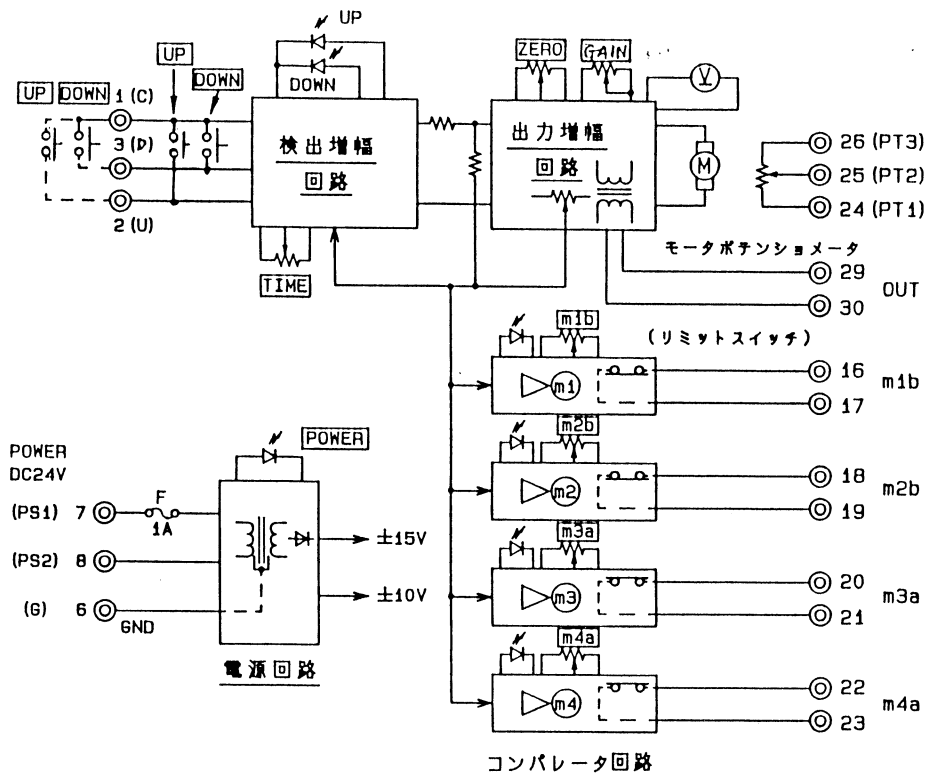 UP
DOWN
UP
DOWN
UP DOWN 1 (C)
3 (D)
2 (U)
検出増幅
回路
TIME
ZERO
GAIN
V
出力増幅
回路
M
26 (PT3)
25 (PT2)
24 (PT1)
モータポテンショメータ
29
30
OUT
(リミットスイッチ)
m1b
m1
16
17
m1b
m2b
m2
18
19
m2b
m3a
m3
20
21
m3a
m4a
m4
22
23
m4a
コンパレータ回路
POWER
POWER
DC24V
(PS1) 7
F
1A
(PS2) 8
(G) 6
GND
±15V
±10V
電源回路